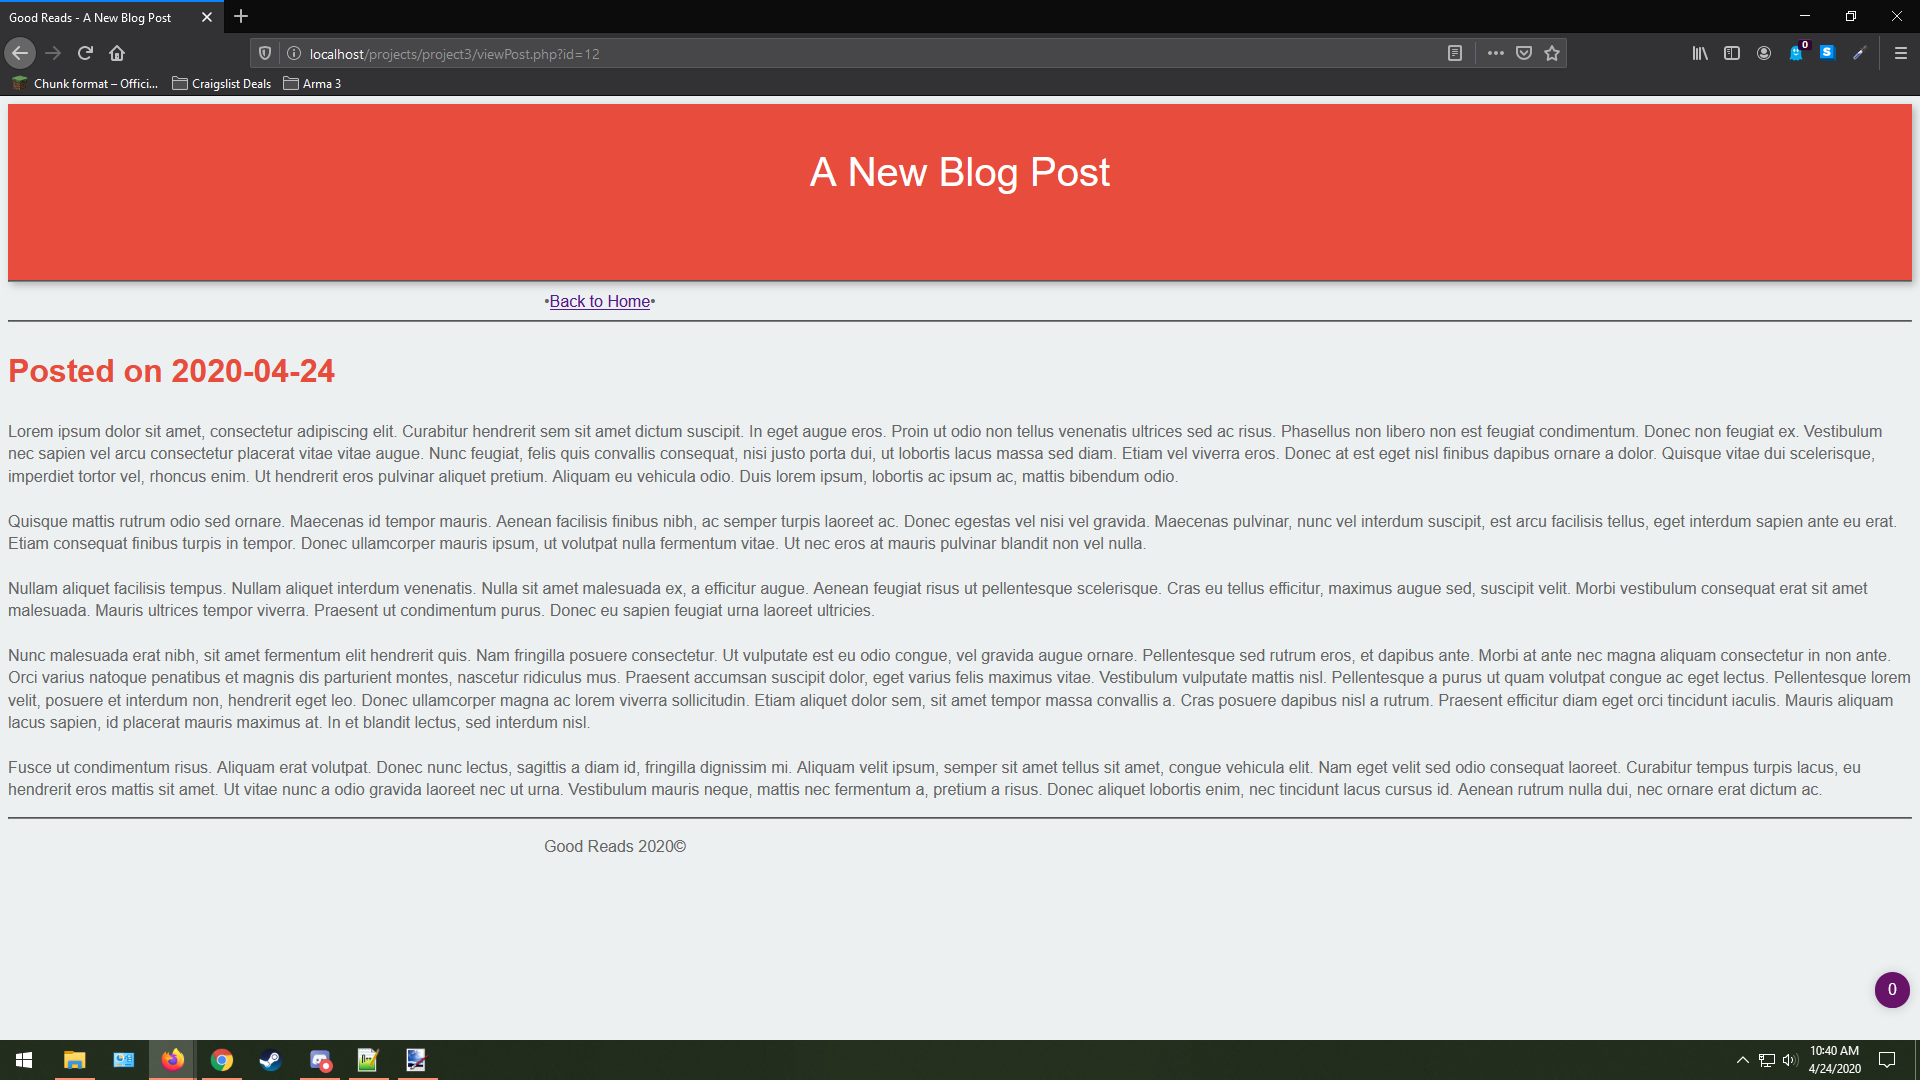 Good Reads - A New Blog Post
localhost/projects/project3/viewPost.php?id=12
0
S
Chunk format – Offici...
Craigslist Deals
Arma 3
A New Blog Post
•Back to Home•
Posted on 2020-04-24
Lorem ipsum dolor sit amet, consectetur adipiscing elit. Curabitur hendrerit sem sit amet dictum suscipit. In eget augue eros. Proin ut odio non tellus venenatis ultrices sed ac risus. Phasellus non libero non est feugiat condimentum. Donec non feugiat ex. Vestibulum
nec sapien vel arcu consectetur placerat vitae vitae augue. Nunc feugiat, felis quis convallis consequat, nisi justo porta dui, ut lobortis lacus massa sed diam. Etiam vel viverra eros. Donec at est eget nisl finibus dapibus ornare a dolor. Quisque vitae dui scelerisque,
imperdiet tortor vel, rhoncus enim. Ut hendrerit eros pulvinar aliquet pretium. Aliquam eu vehicula odio. Duis lorem ipsum, lobortis ac ipsum ac, mattis bibendum odio.
Quisque mattis rutrum odio sed ornare. Maecenas id tempor mauris. Aenean facilisis finibus nibh, ac semper turpis laoreet ac. Donec egestas vel nisi vel gravida. Maecenas pulvinar, nunc vel interdum suscipit, est arcu facilisis tellus, eget interdum sapien ante eu erat.
Etiam consequat finibus turpis in tempor. Donec ullamcorper mauris ipsum, ut volutpat nulla fermentum vitae. Ut nec eros at mauris pulvinar blandit non vel nulla.
Nullam aliquet facilisis tempus. Nullam aliquet interdum venenatis. Nulla sit amet malesuada ex, a efficitur augue. Aenean feugiat risus ut pellentesque scelerisque. Cras eu tellus efficitur, maximus augue sed, suscipit velit. Morbi vestibulum consequat erat sit amet
malesuada. Mauris ultrices tempor viverra. Praesent ut condimentum purus. Donec eu sapien feugiat urna laoreet ultricies.
Nunc malesuada erat nibh, sit amet fermentum elit hendrerit quis. Nam fringilla posuere consectetur. Ut vulputate est eu odio congue, vel gravida augue ornare. Pellentesque sed rutrum eros, et dapibus ante. Morbi at ante nec magna aliquam consectetur in non ante.
Orci varius natoque penatibus et magnis dis parturient montes, nascetur ridiculus mus. Praesent accumsan suscipit dolor, eget varius felis maximus vitae. Vestibulum vulputate mattis nisl. Pellentesque a purus ut quam volutpat congue ac eget lectus. Pellentesque lorem
velit, posuere et interdum non, hendrerit eget leo. Donec ullamcorper magna ac lorem viverra sollicitudin. Etiam aliquet dolor sem, sit amet tempor massa convallis a. Cras posuere dapibus nisl a rutrum. Praesent efficitur diam eget orci tincidunt iaculis. Mauris aliquam
lacus sapien, id placerat mauris maximus at. In et blandit lectus, sed interdum nisl.
Fusce ut condimentum risus. Aliquam erat volutpat. Donec nunc lectus, sagittis a diam id, fringilla dignissim mi. Aliquam velit ipsum, semper sit amet tellus sit amet, congue vehicula elit. Nam eget velit sed odio consequat laoreet. Curabitur tempus turpis lacus, eu
hendrerit eros mattis sit amet. Ut vitae nunc a odio gravida laoreet nec ut urna. Vestibulum mauris neque, mattis nec fermentum a, pretium a risus. Donec aliquet lobortis enim, nec tincidunt lacus cursus id. Aenean rutrum nulla dui, nec ornare erat dictum ac.
Good Reads 2020©
0
10:40 AM
4/24/2020